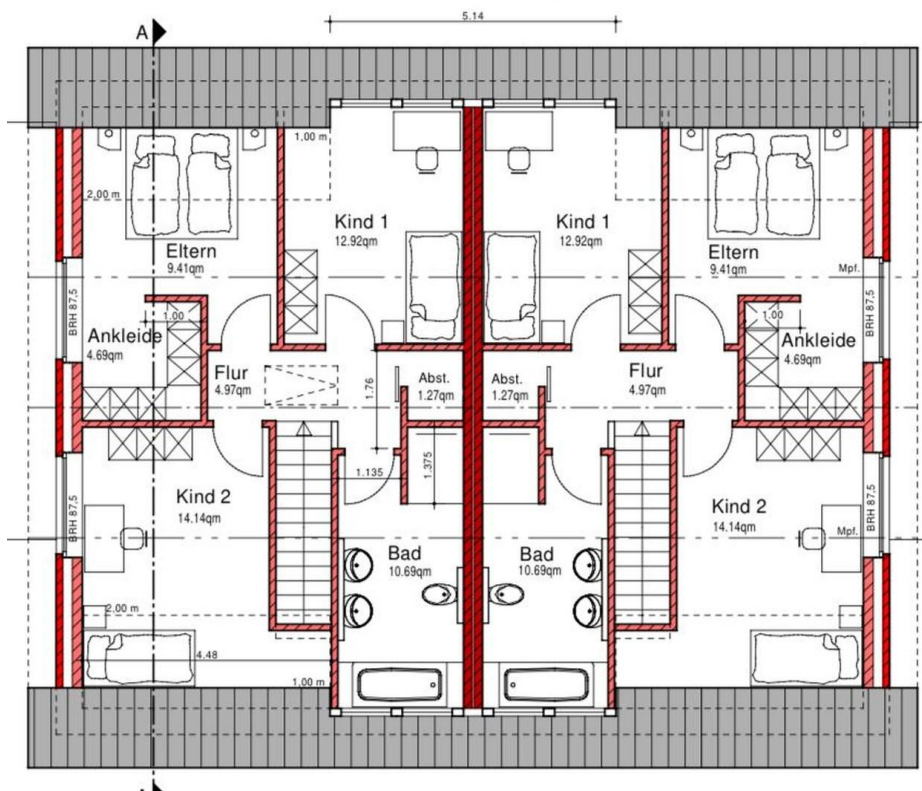 5.14
A
1,00 m
2,00 m
Kind 1
12.92qm
Kind 1
12.92qm
Eltern
9.41qm
Eltern
9.41qm
Mpf.
BRH 87,5
BRH 87,5
1.00
1.00
Ankleide
4.69qm
Ankleide
4.69qm
Flur
4.97qm
Abst.
1.27qm
Abst.
1.27qm
Flur
4.97qm
1.76
1.135
1.375
Kind 2
14.14qm
Kind 2
14.14qm
BRH 87,5
BRH 87,5
Mpf.
Bad
10.69qm
Bad
10.69qm
2,00 m
4.48
1,00 m